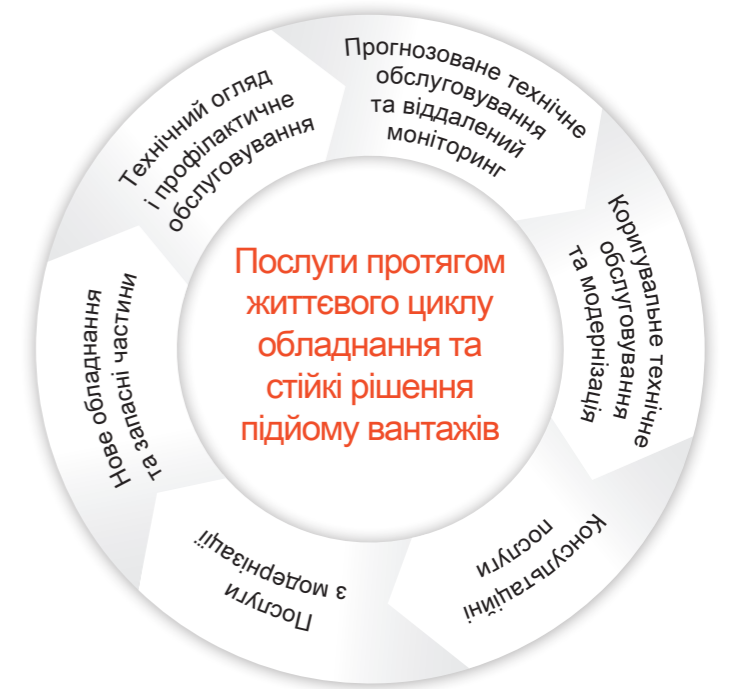 Технічний огляд
і профілактичне
обслуговування
Прогнозоване технічне
обслуговування
та віддалений
моніторинг
Коригувальне технічне
обслуговування
та модернізація
Консультаційні
послуги
Послуги
з модернізації
Нове обладнання
та запасні частини
Послуги протягом
життєвого циклу
обладнання та
стійкі рішення
підйому вантажів